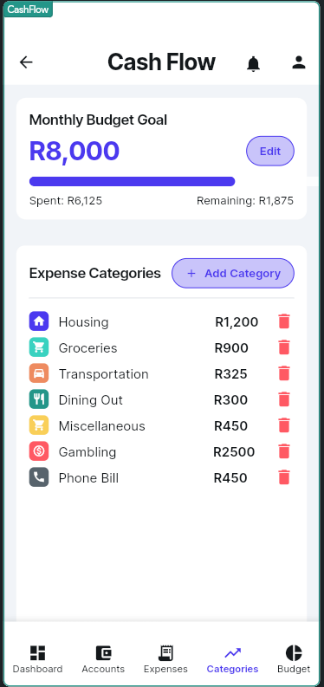 CashFlow
Cash Flow
Monthly Budget Goal
R8,000
Edit
Spent: R6,125
Remaining: R1,875
Expense Categories
+ Add Category
Housing R1,200
Groceries R900
Transportation R325
Dining Out R300
Miscellaneous R450
Gambling R2500
Phone Bill R450
Dashboard Accounts Expenses Categories Budget